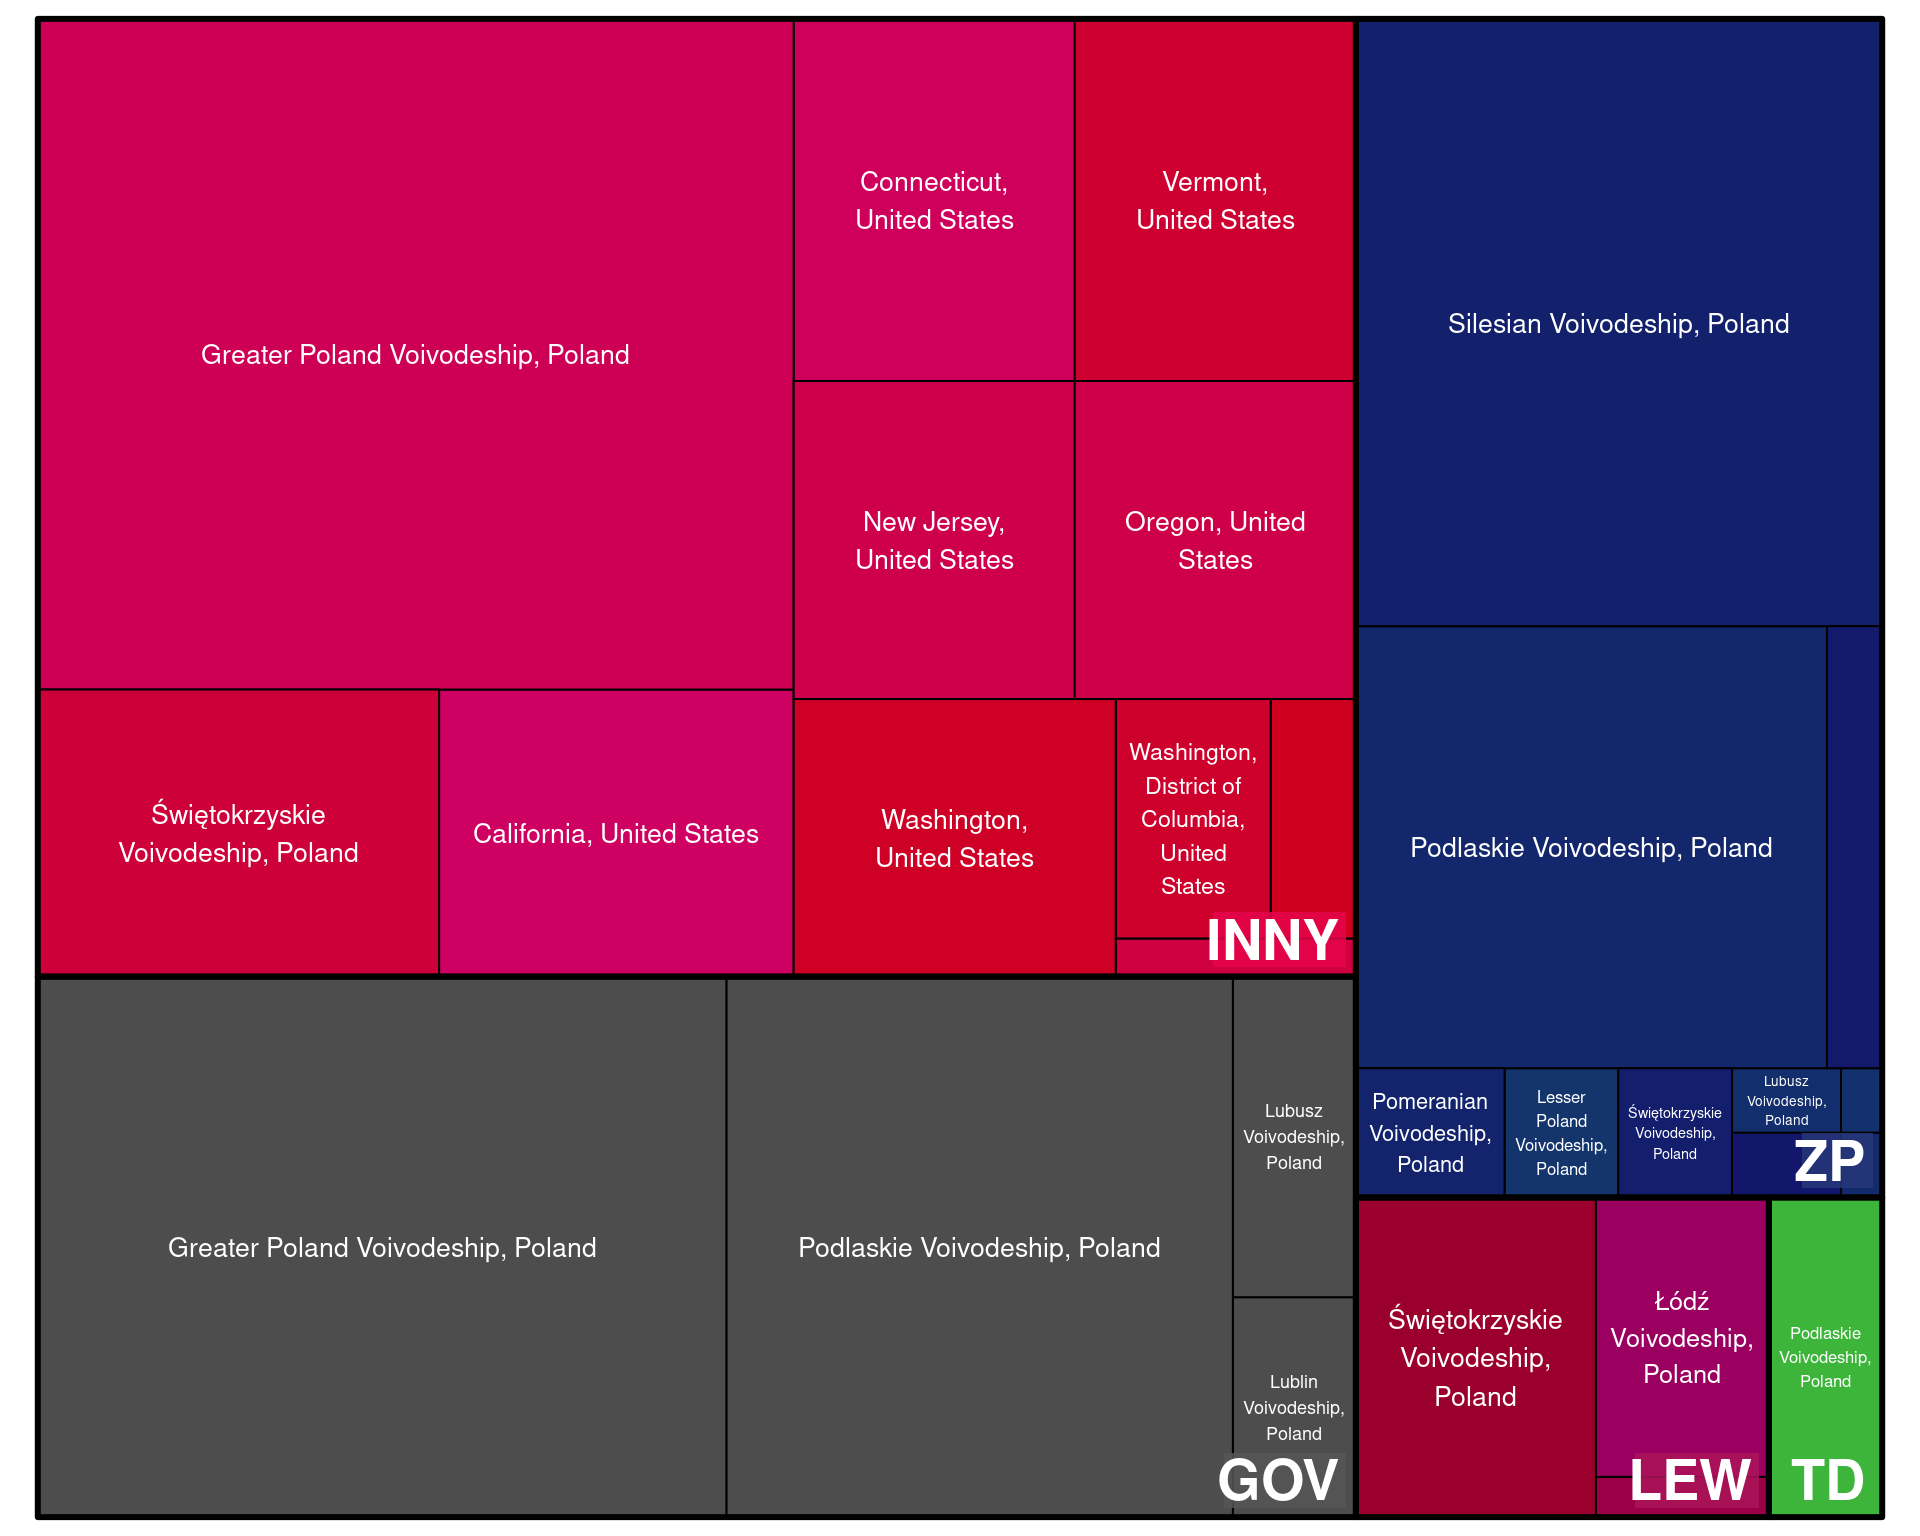 Greater Poland Voivodeship, Poland
Connecticut,
United States
Vermont,
United States
New Jersey,
United States
Oregon, United
States
Świętokrzyskie
Voivodeship, Poland
California, United States
Washington,
United States
Washington,
District of
Columbia,
United
States
INNY
Silesian Voivodeship, Poland
Podlaskie Voivodeship, Poland
Pomeranian
Voivodeship,
Poland
Lesser
Poland
Voivodeship,
Poland
Świętokrzyskie
Voivodeship,
Poland
Lubusz
Voivodeship,
Poland
ZP
Greater Poland Voivodeship, Poland
Podlaskie Voivodeship, Poland
Lubusz
Voivodeship,
Poland
Lublin
Voivodeship,
Poland
GOV
Świętokrzyskie
Voivodeship,
Poland
Łódź
Voivodeship,
Poland
LEW
Podlaskie
Voivodeship,
Poland
TD